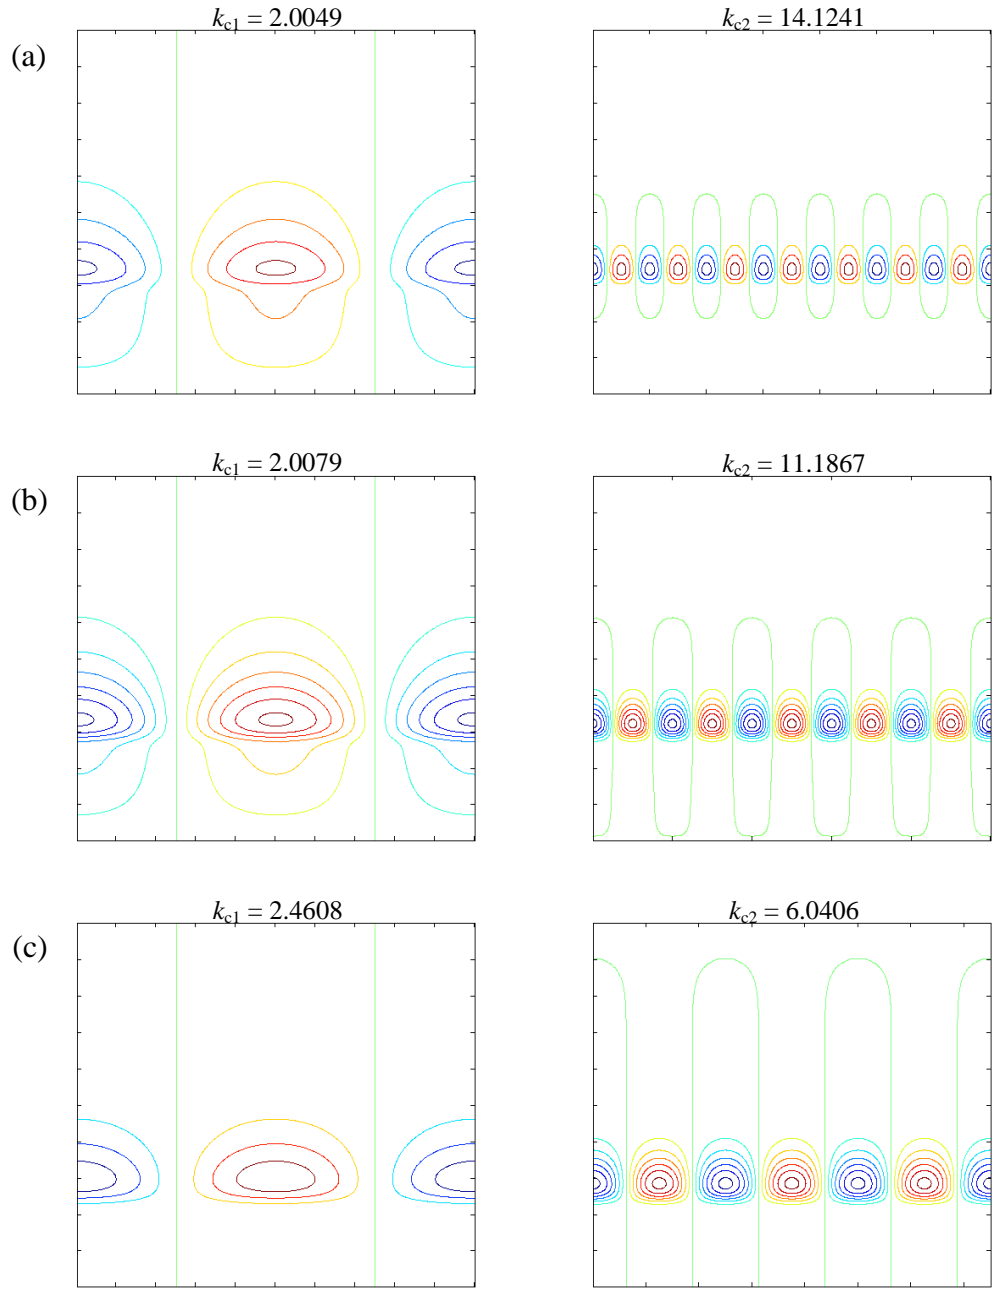 (a)
k_c1 = 2.0049
k_c2 = 14.1241
(b)
k_c1 = 2.0079
k_c2 = 11.1867
(c)
k_c1 = 2.4608
k_c2 = 6.0406